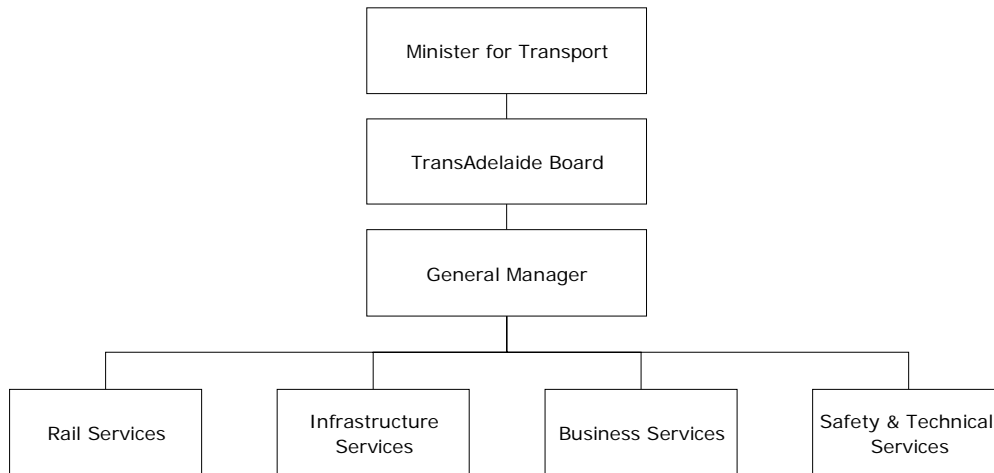 Minister for Transport
TransAdelaide Board
General Manager
Rail Services
Infrastructure
Services
Business Services
Safety & Technical
Services